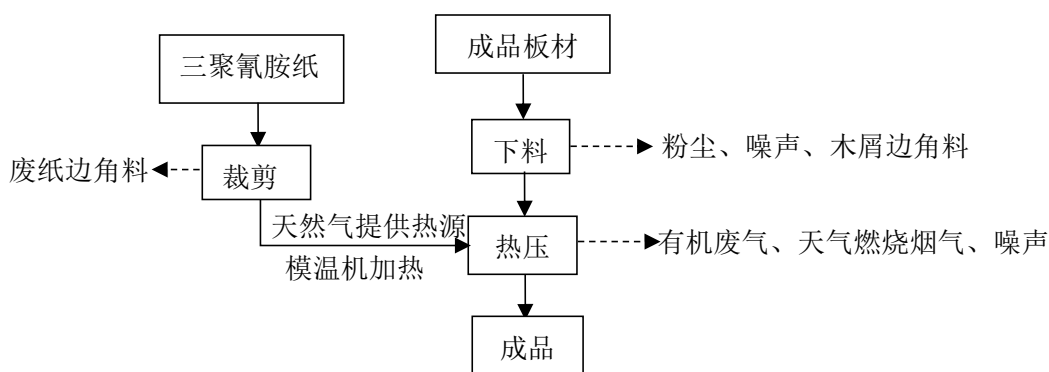 成品板材
三聚氰胺纸
下料
粉尘、噪声、木屑边角料
废纸边角料
裁剪
天然气提供热源
模温机加热
热压
有机废气、天气燃烧烟气、噪声
成品